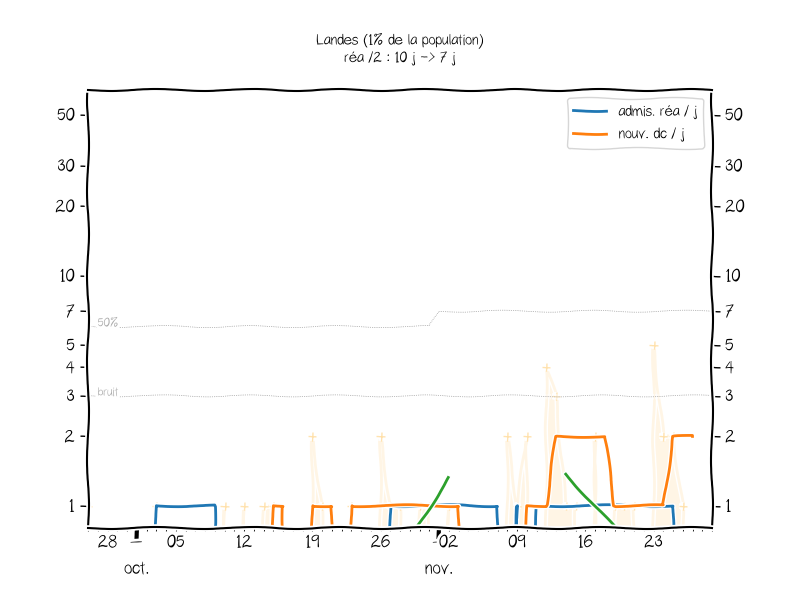 Landes (1% de la population)
réa /2 : 10 j -> 7 j
admis. réa / j
nouv. dc / j
50 50
30 30
20 20
10 10
7 7
50%
5 5
4 4
bruit
3 3
2 2
1 1
28 05 12 19 26 02 09 16 23
oct. nov.